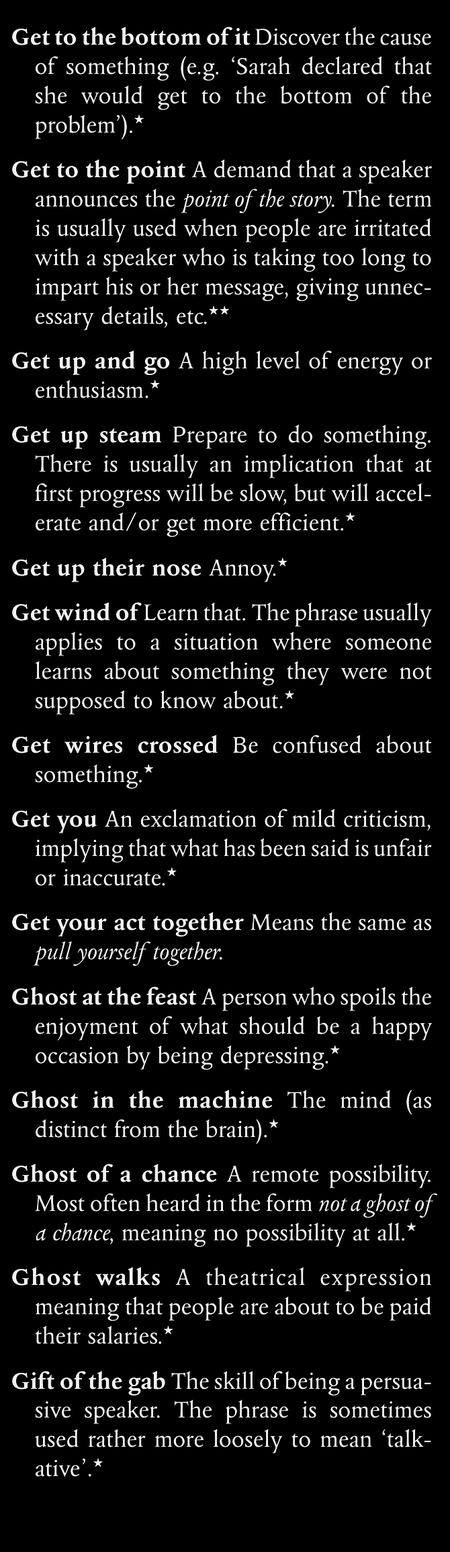 Get to the bottom of it Discover the cause
of something (e.g. ‘Sarah declared that
she would get to the bottom of the
problem’).★
Get to the point A demand that a speaker
announces the point of the story. The term
is usually used when people are irritated
with a speaker who is taking too long to
impart his or her message, giving unnec-
essary details, etc.★★
Get up and go A high level of energy or
enthusiasm.★
Get up steam Prepare to do something.
There is usually an implication that at
first progress will be slow, but will accel-
erate and/or get more efficient.★
Get up their nose Annoy.★
Get wind of Learn that. The phrase usually
applies to a situation where someone
learns about something they were not
supposed to know about.★
Get wires crossed Be confused about
something.★
Get you An exclamation of mild criticism,
implying that what has been said is unfair
or inaccurate.★
Get your act together Means the same as
pull yourself together.
Ghost at the feast A person who spoils the
enjoyment of what should be a happy
occasion by being depressing.★
Ghost in the machine The mind (as
distinct from the brain).★
Ghost of a chance A remote possibility.
Most often heard in the form not a ghost of
a chance, meaning no possibility at all.★
Ghost walks A theatrical expression
meaning that people are about to be paid
their salaries.★
Gift of the gab The skill of being a persua-
sive speaker. The phrase is sometimes
used rather more loosely to mean ‘talk-
ative’.★